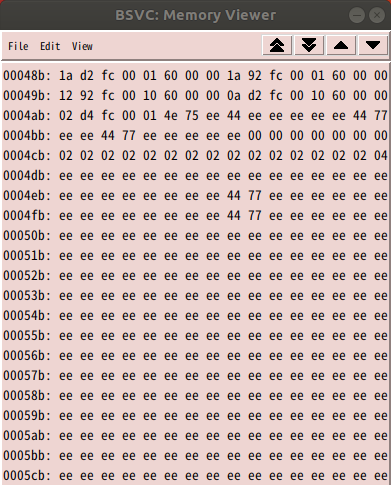 BSVC: Memory Viewer
File Edit View
00048b: 1a d2 fc 00 01 60 00 00 1a 92 fc 00 01 60 00 00
00049b: 12 92 fc 00 10 60 00 00 0a d2 fc 00 10 60 00 00
0004ab: 02 d4 fc 00 01 4e 75 ee 44 ee ee ee ee ee 44 77
0004bb: ee ee 44 77 ee ee ee ee ee 00 00 00 00 00 00 00
0004cb: 02 02 02 02 02 02 02 02 02 02 02 02 02 02 02 04
0004db: ee ee ee ee ee ee ee ee ee ee ee ee ee ee ee ee
0004eb: ee ee ee ee ee ee ee ee 44 77 ee ee ee ee ee ee
0004fb: ee ee ee ee ee ee ee ee 44 77 ee ee ee ee ee ee
00050b: ee ee ee ee ee ee ee ee ee ee ee ee ee ee ee ee
00051b: ee ee ee ee ee ee ee ee ee ee ee ee ee ee ee ee
00052b: ee ee ee ee ee ee ee ee ee ee ee ee ee ee ee ee
00053b: ee ee ee ee ee ee ee ee ee ee ee ee ee ee ee ee
00054b: ee ee ee ee ee ee ee ee ee ee ee ee ee ee ee ee
00055b: ee ee ee ee ee ee ee ee ee ee ee ee ee ee ee ee
00056b: ee ee ee ee ee ee ee ee ee ee ee ee ee ee ee ee
00057b: ee ee ee ee ee ee ee ee ee ee ee ee ee ee ee ee
00058b: ee ee ee ee ee ee ee ee ee ee ee ee ee ee ee ee
00059b: ee ee ee ee ee ee ee ee ee ee ee ee ee ee ee ee
0005ab: ee ee ee ee ee ee ee ee ee ee ee ee ee ee ee ee
0005bb: ee ee ee ee ee ee ee ee ee ee ee ee ee ee ee ee
0005cb: ee ee ee ee ee ee ee ee ee ee ee ee ee ee ee ee